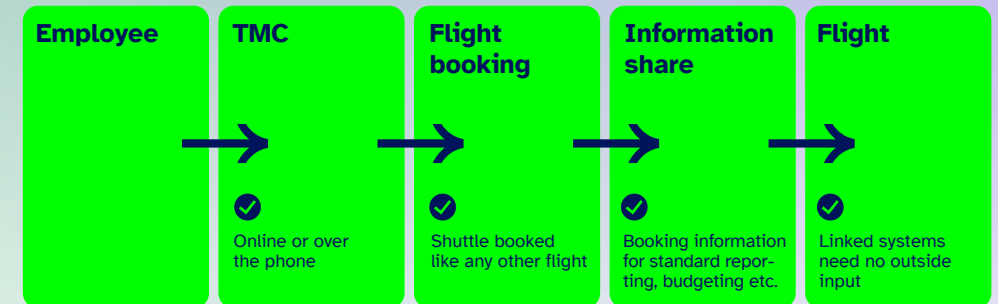 Employee
TMC
Online or over
the phone
Flight
booking
Shuttle booked
like any other flight
Information
share
Booking information
for standard repor-
ting, budgeting etc.
Flight
Linked systems
need no outside
input